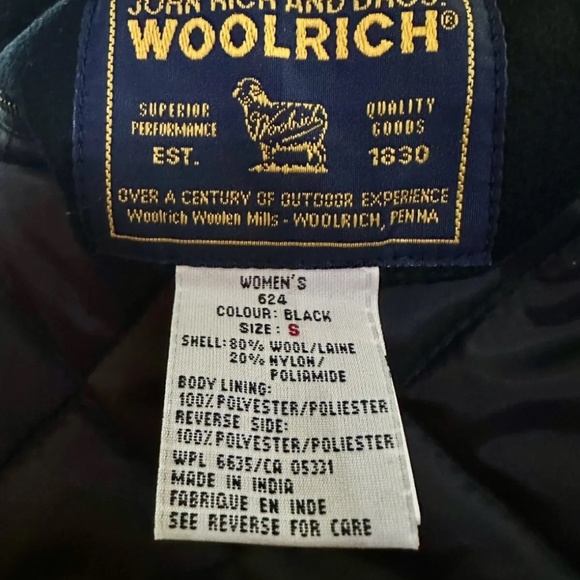 JOHN RICH AND BROS.
WOOLRICH®
SUPERIOR PERFORMANCE
Woolrich
QUALITY GOODS
EST. 1830
OVER A CENTURY OF OUTDOOR EXPERIENCE
Woolrich Woolen Mills - WOOLRICH, PENNA
WOMEN'S
624
COLOUR: BLACK
SIZE: S
SHELL: 80% WOOL/LAINE
20% NYLON/
POLIAMIDE
BODY LINING:
100% POLYESTER/POLIESTER
REVERSE SIDE:
100% POLYESTER/POLIESTER
WPL 6635/CA 05331
MADE IN INDIA
FABRIQUE EN INDE
SEE REVERSE FOR CARE